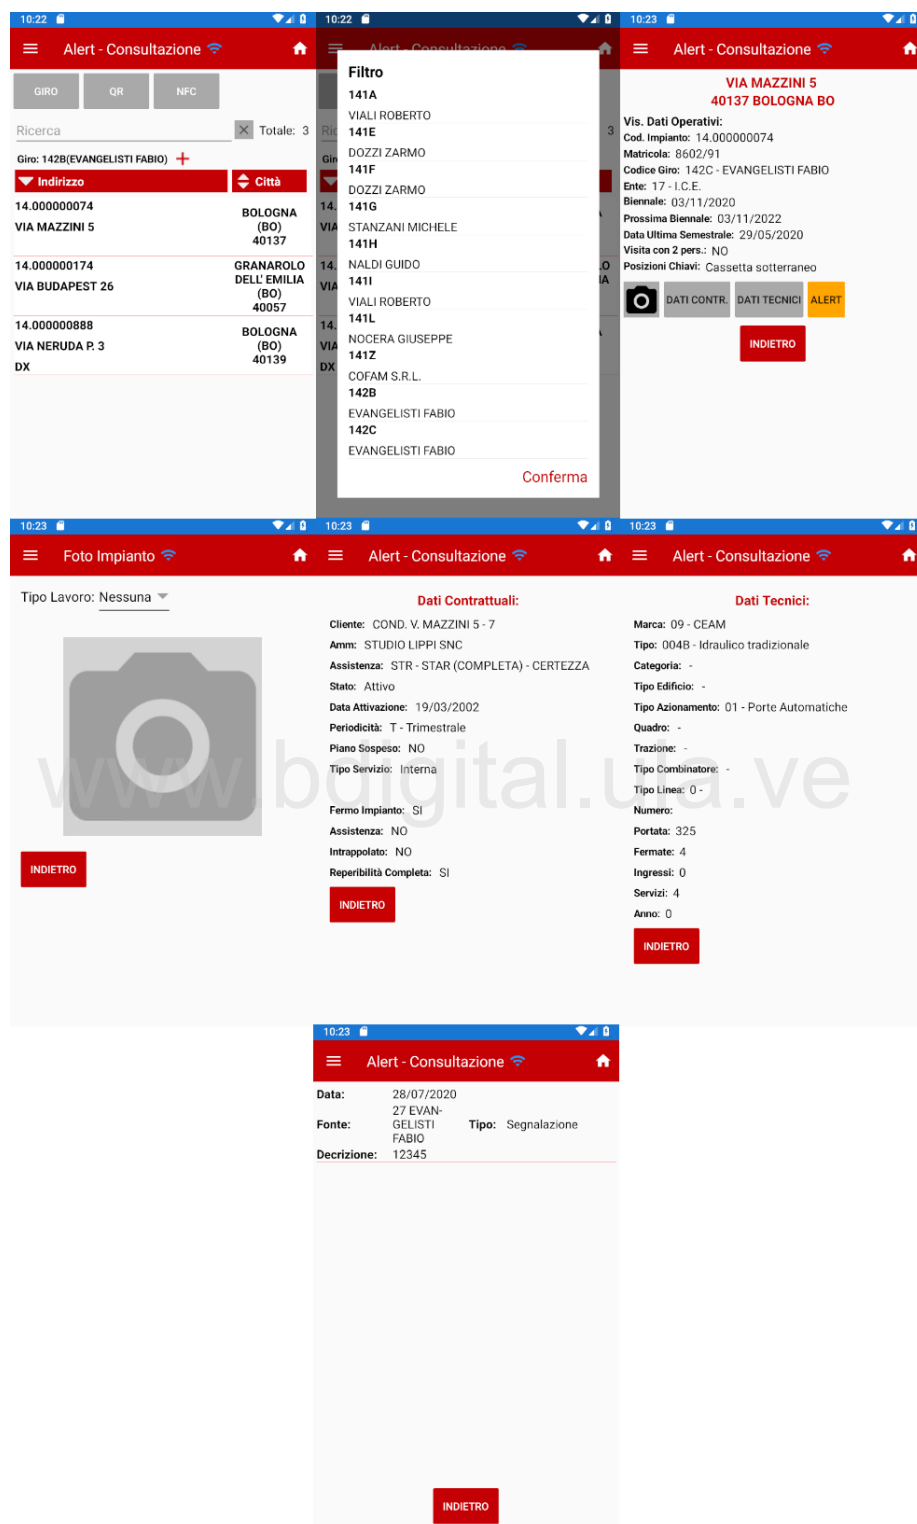 10:22
Alert - Consultazione
GIRO
QR
NFC
Ricerca
Totale: 3
Giro: 142B(EVANGELISTI FABIO)
Indirizzo
Città
14.000000074
VIA MAZZINI 5
BOLOGNA
(BO)
40137
14.000000174
VIA BUDAPEST 26
GRANAROLO
DELL' EMILIA
(BO)
40057
14.000000888
VIA NERUDA P. 3
DX
BOLOGNA
(BO)
40139
10:22
Alert - Consultazione
Filtro
141A
VIALI ROBERTO
141E
DOZZI ZARMO
141F
DOZZI ZARMO
141G
STANZANI MICHELE
141H
NALDI GUIDO
141I
VIALI ROBERTO
141L
NOCERA GIUSEPPE
141Z
COFAM S.R.L.
142B
EVANGELISTI FABIO
142C
EVANGELISTI FABIO
Conferma
10:23
Alert - Consultazione
VIA MAZZINI 5
40137 BOLOGNA BO
Vis. Dati Operativi:
Cod. Impianto: 14.000000074
Matricola: 8602/91
Codice Giro: 142C - EVANGELISTI FABIO
Ente: 17 - I.C.E.
Biennale: 03/11/2020
Prossima Biennale: 03/11/2022
Data Ultima Semestrale: 29/05/2020
Visita con 2 pers.: NO
Posizioni Chiavi: Cassetta sotterraneo
DATI CONTR.
DATI TECNICI
ALERT
INDIETRO
10:23
Foto Impianto
Tipo Lavoro: Nessuna
INDIETRO
10:23
Alert - Consultazione
Dati Contrattuali:
Cliente: COND. V. MAZZINI 5 - 7
Amm: STUDIO LIPPI SNC
Assistenza: STR - STAR (COMPLETA) - CERTEZZA
Stato: Attivo
Data Attivazione: 19/03/2002
Periodicità: T - Trimestrale
Piano Sospeso: NO
Tipo Servizio: Interna
Fermo Impianto: SI
Assistenza: NO
Intrappolato: NO
Reperibilità Completa: SI
INDIETRO
10:23
Alert - Consultazione
Dati Tecnici:
Marca: 09 - CEAM
Tipo: 004B - Idraulico tradizionale
Categoria: -
Tipo Edificio: -
Tipo Azionamento: 01 - Porte Automatiche
Quadro: -
Trazione: -
Tipo Combinatore: -
Tipo Linea: 0 -
Numero:
Portata: 325
Fermate: 4
Ingressi: 0
Servizi: 4
Anno: 0
INDIETRO
www.bdigital.ula.ve
10:23
Alert - Consultazione
Data: 28/07/2020
Fonte: 27 EVAN-
GELISTI
FABIO
Tipo: Segnalazione
Decrizione: 12345
INDIETRO